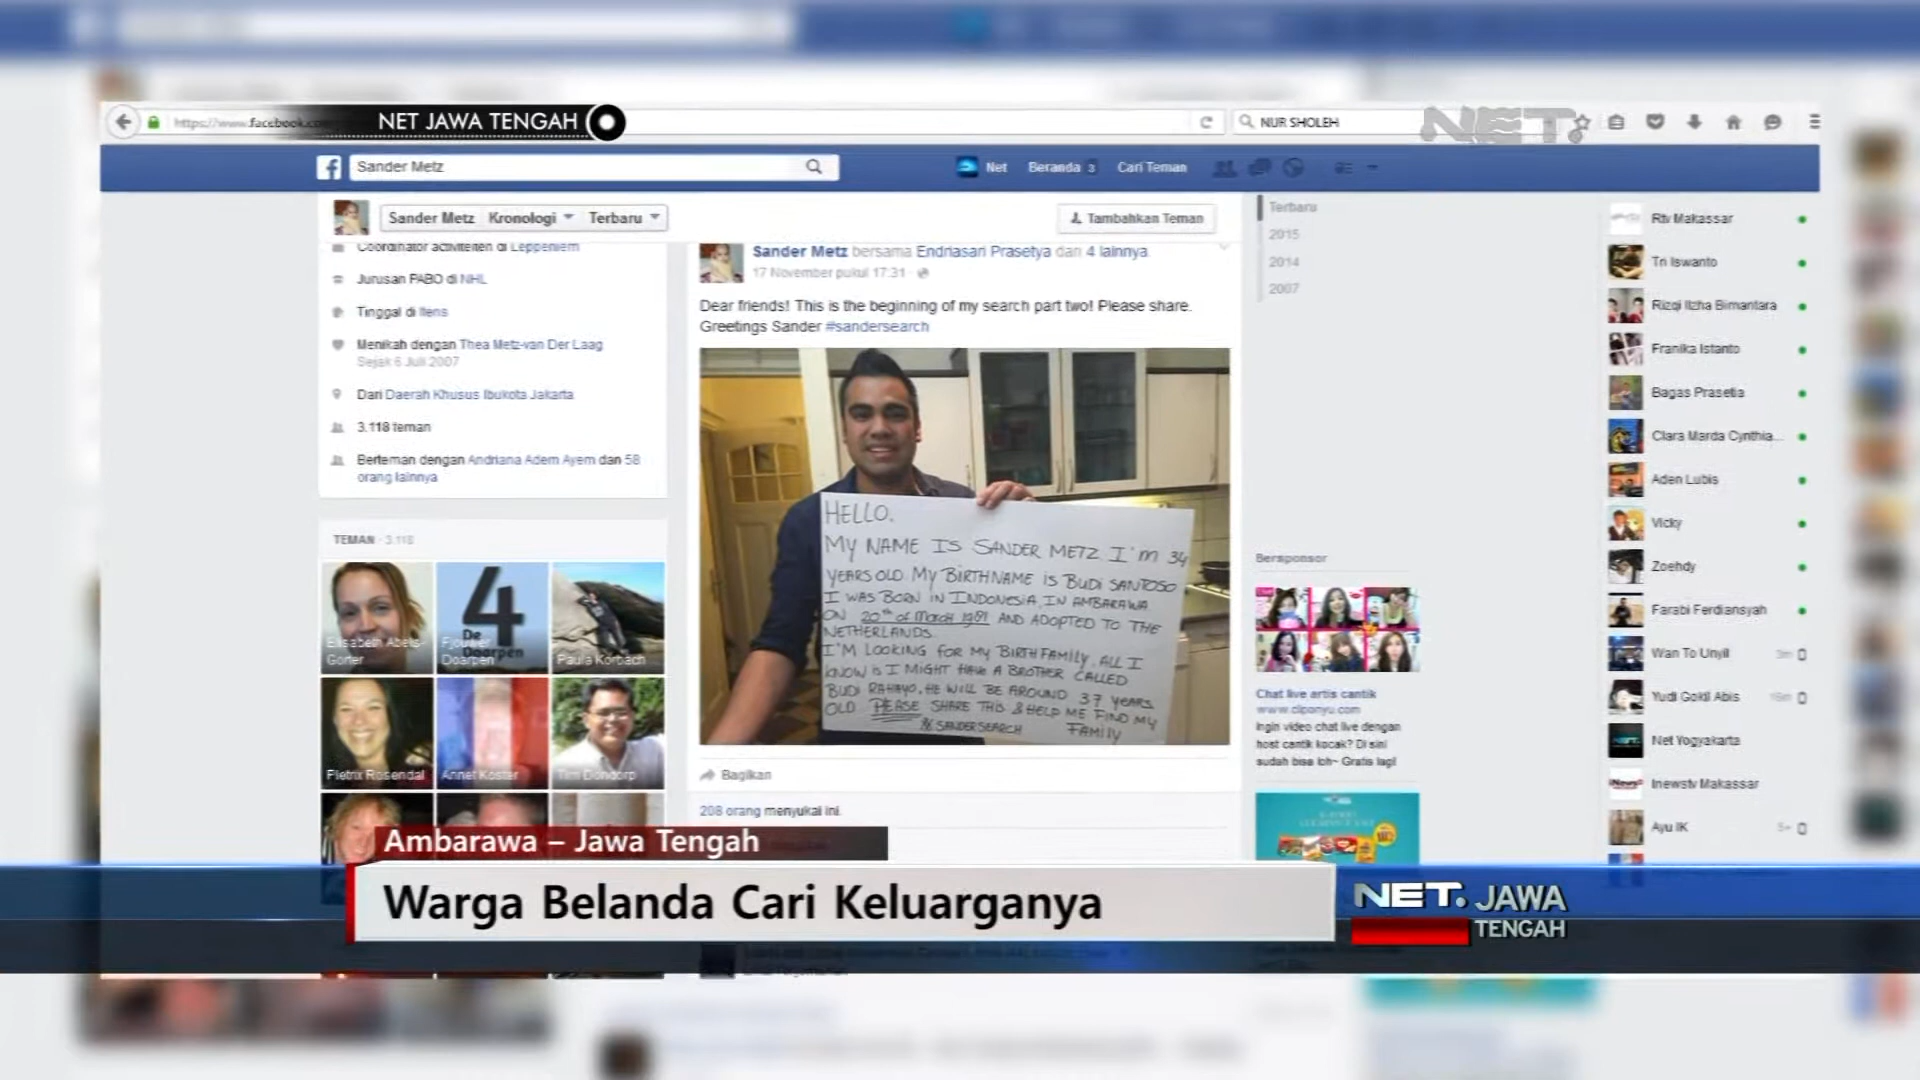 NET JAWA TENGAH
https://www.facebook.com
NUR SHOLEH
NET.
Sander Metz
Net Beranda 3 Cari Teman
Sander Metz Kronologi Terbaru
Tambahkan Teman
Coordinator activiteiten di Leppehiem
Jurusan PABO di NHL
Tinggal di Itens
Menikah dengan Thea Metz-van Der Laag
Sejak 6 Juli 2007
Dari Daerah Khusus Ibukota Jakarta
3.118 teman
Berteman dengan Andriana Adem Ayem dan 58
orang lainnya
TEMAN · 3.118
Elisabeth Abels-
Gorter
4
De
Doarpen
Fjouwer
Doarpen
Paula Korbach
Pietrix Rosendal
Annet Koster
Tim Dondorp
Sander Metz bersama Endriasari Prasetya dan 4 lainnya
17 November pukul 17:31
Dear friends! This is the beginning of my search part two! Please share.
Greetings Sander #sandersearch
HELLO.
MY NAME IS SANDER METZ I'm 34
YEARS OLD. MY BIRTHNAME IS BUDI SANTOSO
I WAS BORN IN INDONESIA, IN AMBARAWA
ON 20th of March 1981 AND ADOPTED TO THE
NETHERLANDS.
I'M LOOKING FOR MY BIRTH FAMILY. ALL I
KNOW IS I MIGHT HAVE A BROTHER CALLED
BUDI RAHAYO, HE WILL BE AROUND 37 YEARS
OLD PLEASE SHARE THIS & HELP ME FIND MY
FAMILY
#SANDERSEARCH
Bagikan
208 orang menyukai ini.
Terbaru
2015
2014
2007
Bersponsor
Chat live artis cantik
www.cliponyu.com
Ingin video chat live dengan
host cantik kocak? Di sini
sudah bisa loh~ Gratis lagi!
Rtv Makassar
Tri Iswanto
Rizqi Ilzha Bimantara
Franika Istanto
Bagas Prasetia
Clara Marda Cynthia...
Aden Lubis
Vicky
Zoehdy
Farabi Ferdiansyah
Wan To Unyil 3m
Yudi Gokil Abis
Net Yogyakarta
Inewstv Makassar
Ayu IK
Ambarawa – Jawa Tengah
Warga Belanda Cari Keluarganya
NET. JAWA
TENGAH